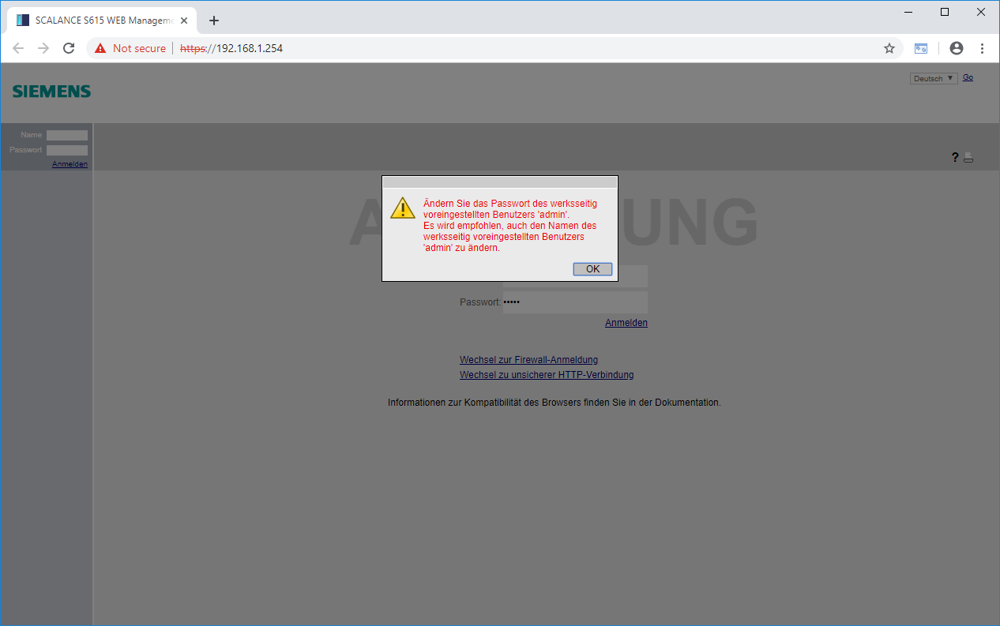 SCALANCE S615 WEB Manageme
Not secure
https://192.168.1.254
Deutsch
Go
SIEMENS
Name
Passwort
Anmelden
?
Ändern Sie das Passwort des werksseitig
voreingestellten Benutzers 'admin'.
Es wird empfohlen, auch den Namen des
werksseitig voreingestellten Benutzers
'admin' zu ändern.
OK
Passwort: •••••
Anmelden
Wechsel zur Firewall-Anmeldung
Wechsel zu unsicherer HTTP-Verbindung
Informationen zur Kompatibilität des Browsers finden Sie in der Dokumentation.